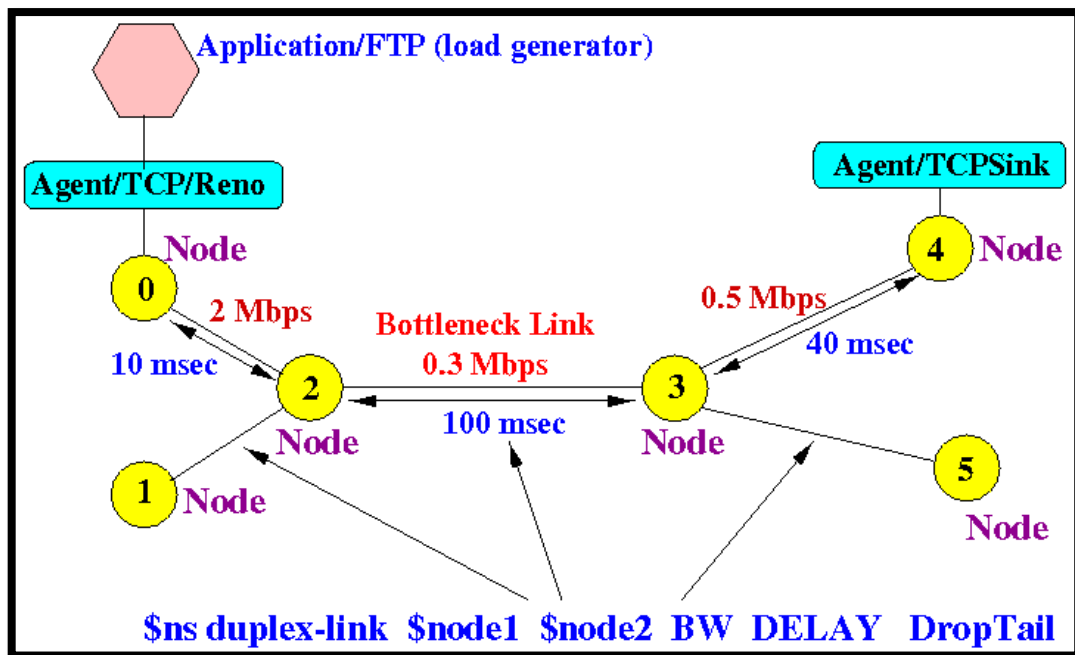 Application/FTP (load generator)
Agent/TCP/Reno
Agent/TCPSink
Node
4
Node
0
2 Mbps
0.5 Mbps
Bottleneck Link
10 msec
0.3 Mbps
40 msec
2
3
100 msec
Node
Node
1
Node
5
Node
$ns duplex-link $node1 $node2 BW DELAY DropTail